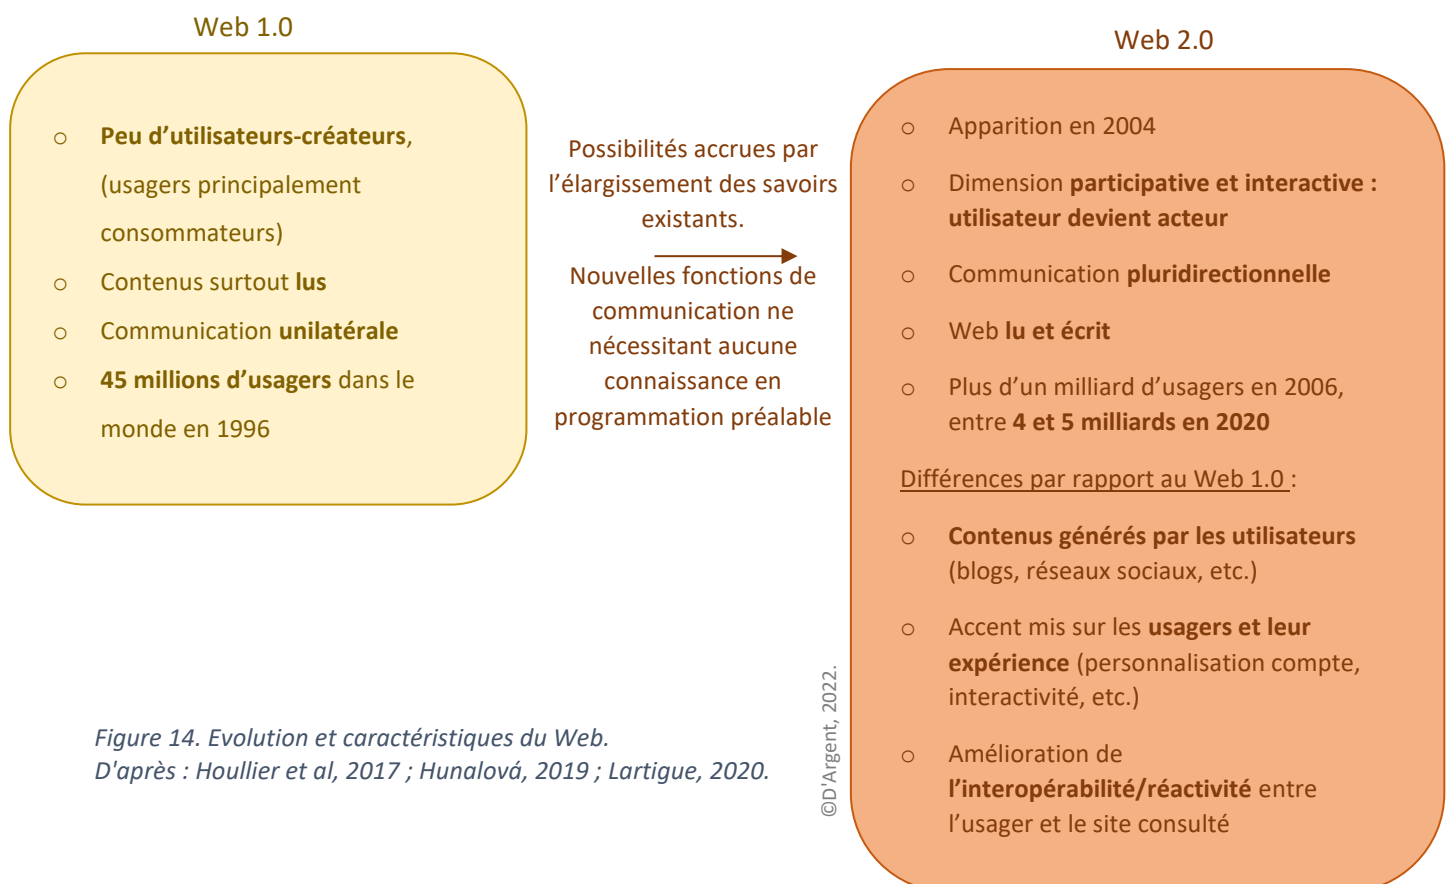 Web 1.0
○ Peu d’utilisateurs-créateurs,
(usagers principalement
consommateurs)
○ Contenus surtout lus
○ Communication unilatérale
○ 45 millions d’usagers dans le
monde en 1996
Possibilités accrues par
l’élargissement des savoirs
existants.
Nouvelles fonctions de
communication ne
nécessitant aucune
connaissance en
programmation préalable
Web 2.0
○ Apparition en 2004
○ Dimension participative et interactive :
utilisateur devient acteur
○ Communication pluridirectionnelle
○ Web lu et écrit
○ Plus d’un milliard d’usagers en 2006,
entre 4 et 5 milliards en 2020
Différences par rapport au Web 1.0 :
○ Contenus générés par les utilisateurs
(blogs, réseaux sociaux, etc.)
○ Accent mis sur les usagers et leur
expérience (personnalisation compte,
interactivité, etc.)
○ Amélioration de
l’interopérabilité/réactivité entre
l’usager et le site consulté
©D'Argent, 2022.
Figure 14. Evolution et caractéristiques du Web.
D'après : Houllier et al, 2017 ; Hunalová, 2019 ; Lartigue, 2020.